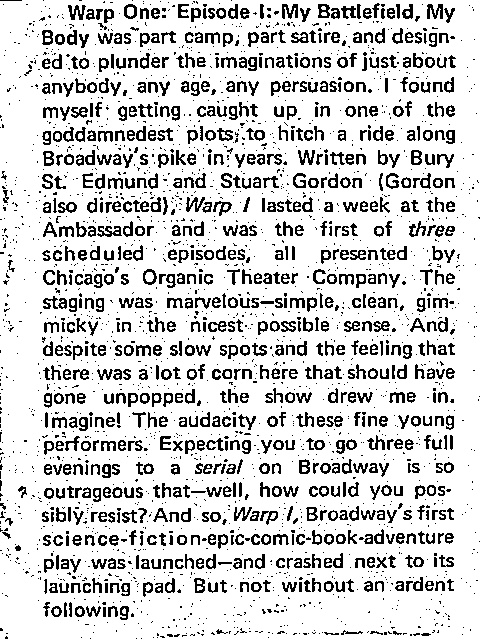 Warp One: Episode I: My Battlefield, My
Body was part camp, part satire, and design-
ed to plunder the imaginations of just about
anybody, any age, any persuasion. I found
myself getting caught up in one of the
goddamnedest plots to hitch a ride along
Broadway's pike in years. Written by Bury
St. Edmund and Stuart Gordon (Gordon
also directed), Warp I lasted a week at the
Ambassador and was the first of three
scheduled episodes, all presented by
Chicago's Organic Theater Company. The
staging was marvelous—simple, clean, gim-
micky in the nicest possible sense. And,
despite some slow spots and the feeling that
there was a lot of corn here that should have
gone unpopped, the show drew me in.
Imagine! The audacity of these fine young
performers. Expecting you to go three full
evenings to a serial on Broadway is so
outrageous that—well, how could you pos-
sibly resist? And so, Warp I, Broadway's first
science-fiction-epic-comic-book-adventure
play was launched—and crashed next to its
launching pad. But not without an ardent
following.